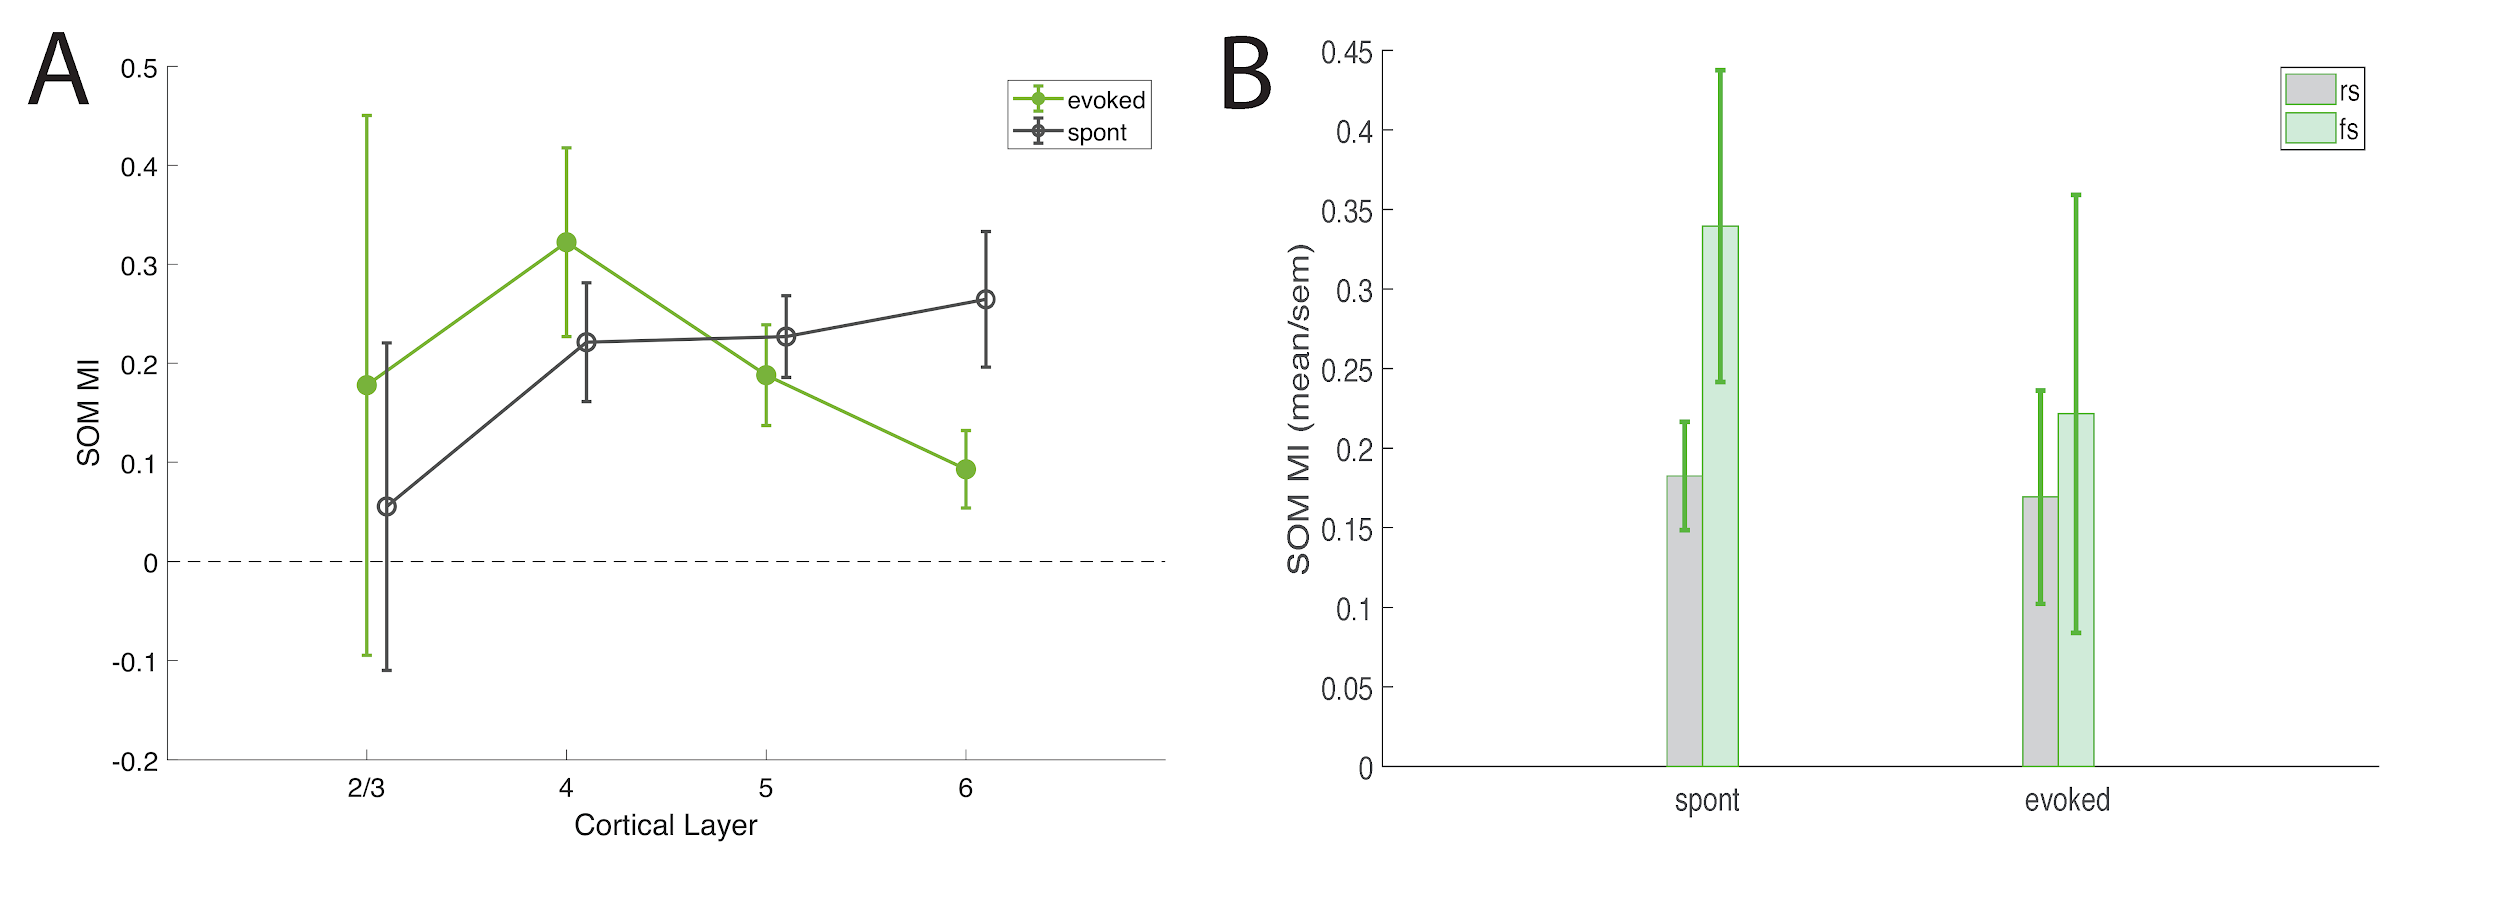 A
0.5
0.4
0.3
0.2
0.1
0
-0.1
-0.2
SOM MI
2/3 4 5 6
Cortical Layer
evoked
spont
B
0.45
0.4
0.35
0.3
0.25
0.2
0.15
0.1
0.05
0
SOM MI (mean/sem)
spont evoked
rs
fs